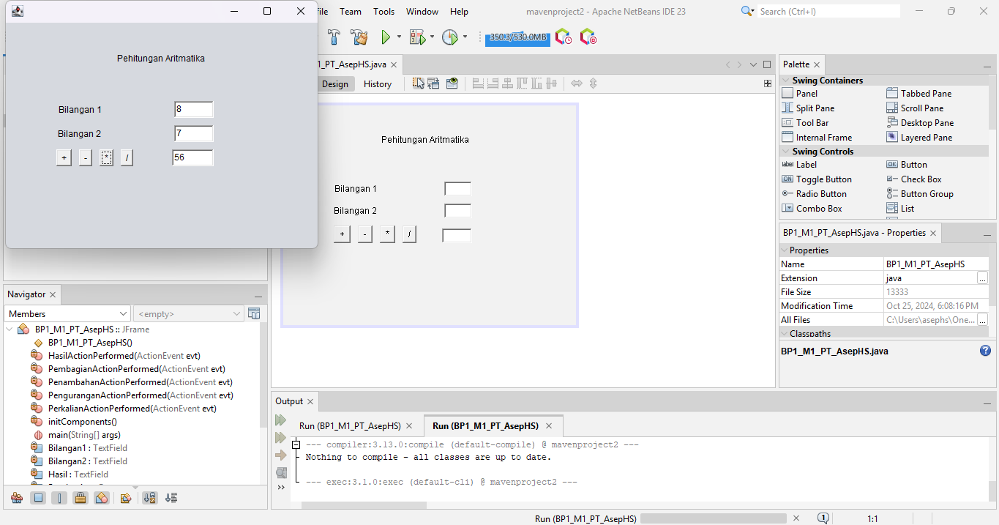 File Team Tools Window Help
mavenproject2 - Apache NetBeans IDE 23
Search (Ctrl+I)
350.3/530.0MB
Pehitungan Aritmatika
Bilangan 1
8
Bilangan 2
7
+ - * /
56
1_PT_AsepHS.java
Design History
Pehitungan Aritmatika
Bilangan 1
Bilangan 2
+ - * /
Palette
Swing Containers
Panel Tabbed Pane
Split Pane Scroll Pane
Tool Bar Desktop Pane
Internal Frame Layered Pane
Swing Controls
label Label OK Button
ON Toggle Button Check Box
Radio Button Button Group
Combo Box List
BP1_M1_PT_AsepHS.java - Properties
Properties
Name BP1_M1_PT_AsepHS
Extension java ...
File Size 13333
Modification Time Oct 25, 2024, 6:08:16 PM
All Files C:\Users\asephs\One... ...
Classpaths
BP1_M1_PT_AsepHS.java
?
Navigator
Members
<empty>
BP1_M1_PT_AsepHS :: JFrame
BP1_M1_PT_AsepHS()
HasilActionPerformed(ActionEvent evt)
PembagianActionPerformed(ActionEvent evt)
PenambahanActionPerformed(ActionEvent evt)
PenguranganActionPerformed(ActionEvent evt)
PerkalianActionPerformed(ActionEvent evt)
initComponents()
main(String[] args)
Bilangan1 : TextField
Bilangan2 : TextField
Hasil : TextField
Output
Run (BP1_M1_PT_AsepHS) Run (BP1_M1_PT_AsepHS)
--- compiler:3.13.0:compile (default-compile) @ mavenproject2 ---
Nothing to compile - all classes are up to date.
--- exec:3.1.0:exec (default-cli) @ mavenproject2 ---
Run (BP1_M1_PT_AsepHS)
1
1:1